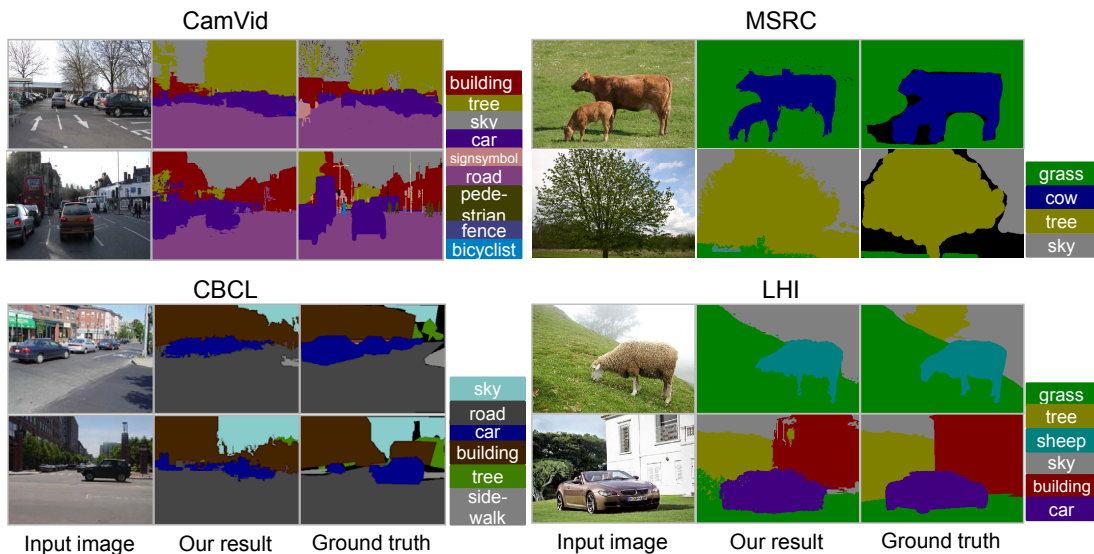 CamVid
building
tree
sky
car
signsymbol
road
pede-
strian
fence
bicyclist
MSRC
grass
cow
tree
sky
CBCL
sky
road
car
building
tree
side-
walk
LHI
grass
tree
sheep
sky
building
car
Input image Our result Ground truth Input image Our result Ground truth